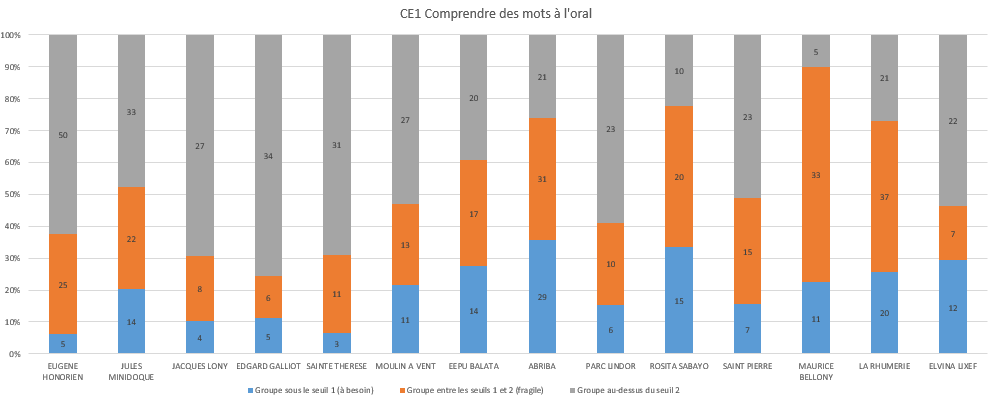 CE1 Comprendre des mots à l'oral
100%
90%
80%
70%
60%
50%
40%
30%
20%
10%
0%
50 33 27 34 31 27 20 21 23 10 23 5 21 22
25 22 8 6 11 13 17 31 10 20 15 33 37 7
5 14 4 5 3 11 14 29 6 15 7 11 20 12
EUGENE HONORIEN
JULES MINIDOQUE
JACQUES LONY
EDGARD GALLIOT
SAINTE THERESE
MOULIN A VENT
EEPU BALATA
ABRIBA
PARC LINDOR
ROSITA SABAYO
SAINT PIERRE
MAURICE BELLONY
LA RHUMERIE
ELVINA LIXEF
Groupe sous le seuil 1 (à besoin)
Groupe entre les seuils 1 et 2 (fragile)
Groupe au-dessus du seuil 2